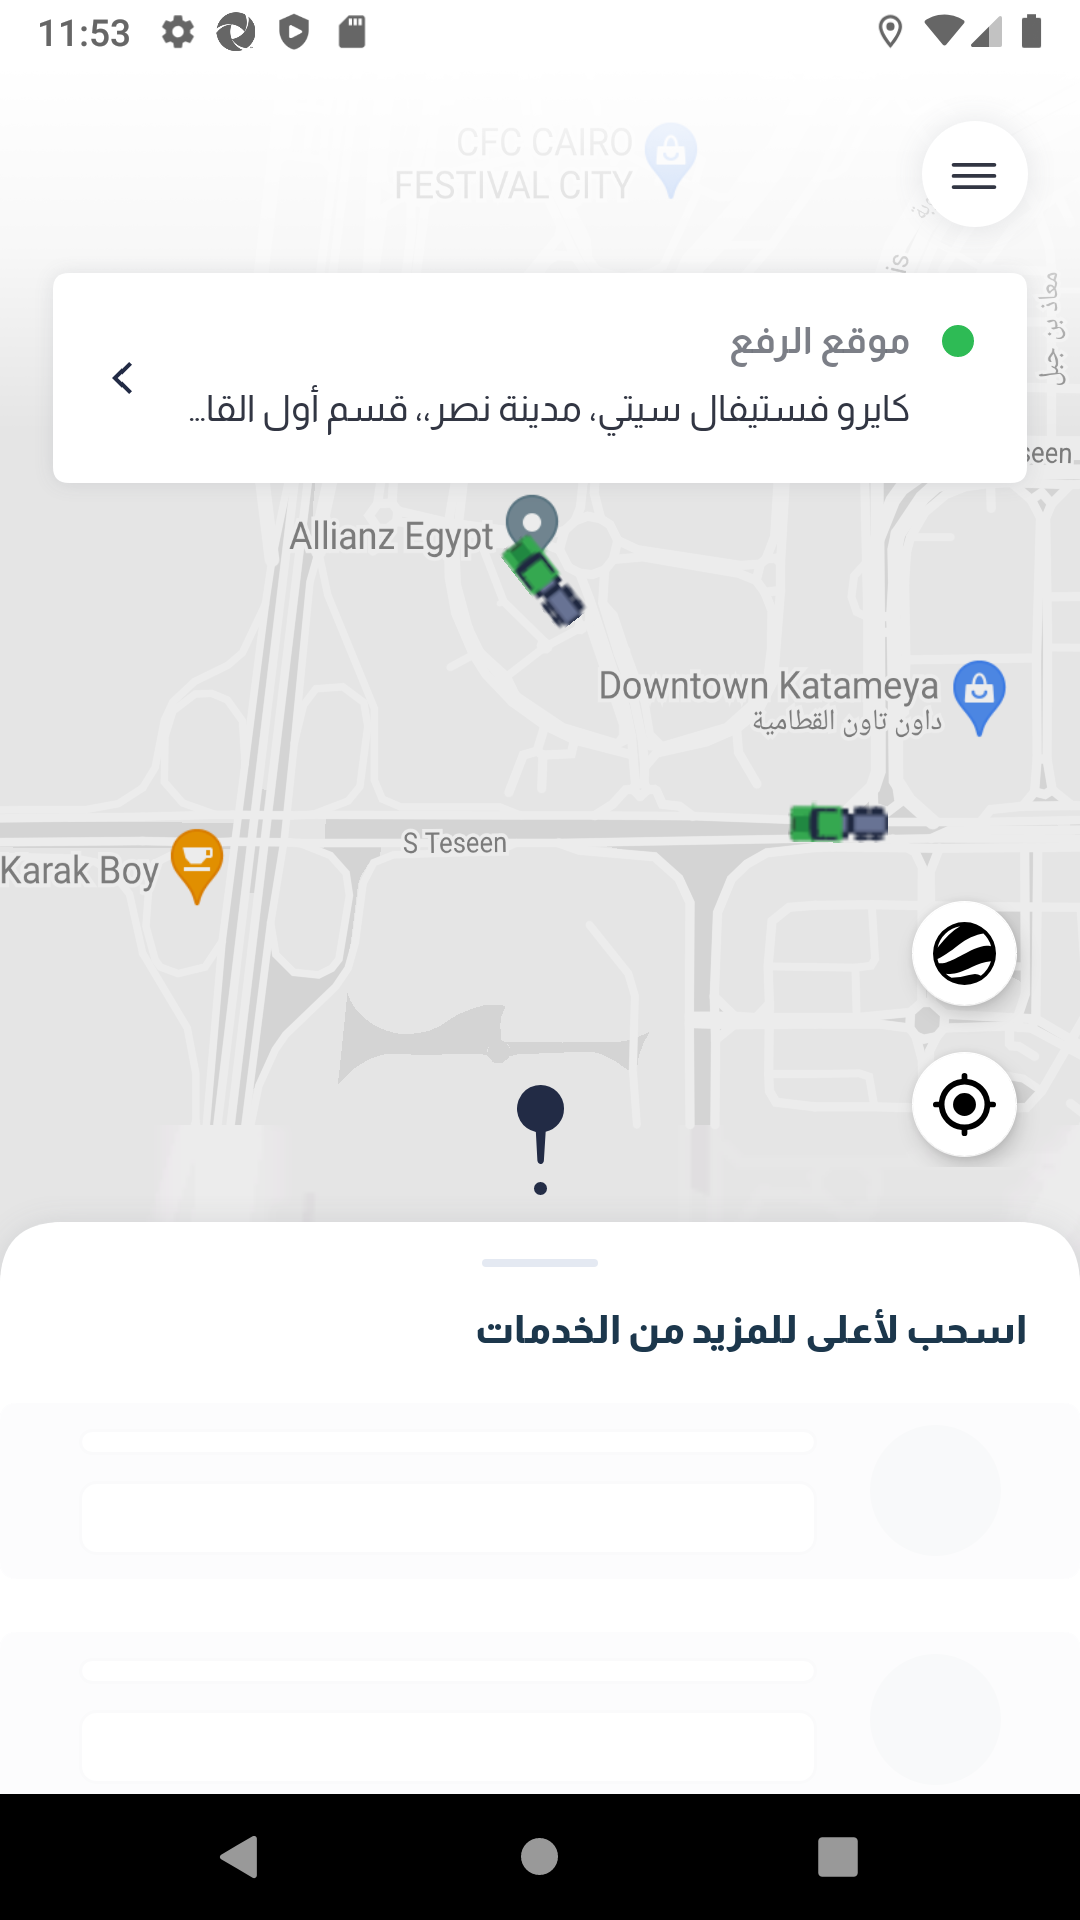 11:53
CFC CAIRO
FESTIVAL CITY
موقع الرفع
كايرو فستيفال سيتي، مدينة نصر،، قسم أول القا...
معاذ بن جبل
seen
Allianz Egypt
Downtown Katameya
داون تاون القطامية
S Teseen
Karak Boy
اسحب لأعلى للمزيد من الخدمات